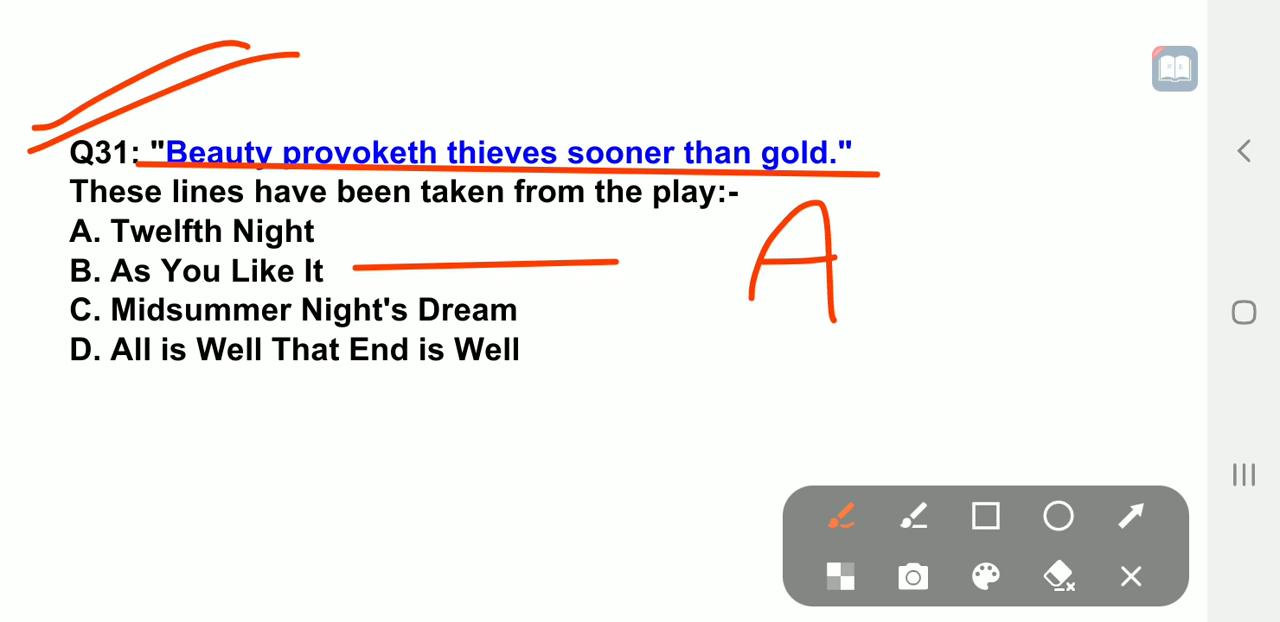 Q31: "Beauty provoketh thieves sooner than gold."
These lines have been taken from the play:-
A. Twelfth Night
B. As You Like It
C. Midsummer Night's Dream
D. All is Well That End is Well
A